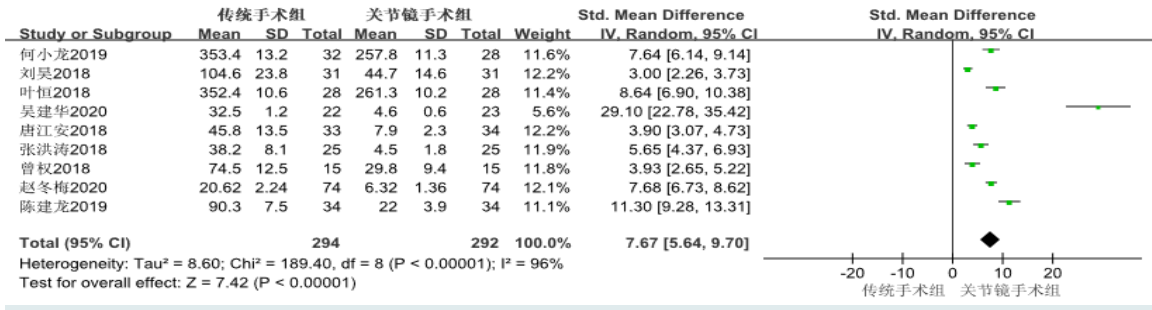 传统手术组 关节镜手术组 Std. Mean Difference Std. Mean Difference
Study or Subgroup Mean SD Total Mean SD Total Weight IV, Random, 95% CI IV, Random, 95% CI
何小龙2019 353.4 13.2 32 257.8 11.3 28 11.6% 7.64 [6.14, 9.14]
刘昊2018 104.6 23.8 31 44.7 14.6 31 12.2% 3.00 [2.26, 3.73]
叶恒2018 352.4 10.6 28 261.3 10.2 28 11.4% 8.64 [6.90, 10.38]
吴建华2020 32.5 1.2 22 4.6 0.6 23 5.6% 29.10 [22.78, 35.42]
唐江安2018 45.8 13.5 33 7.9 2.3 34 12.2% 3.90 [3.07, 4.73]
张洪涛2018 38.2 8.1 25 4.5 1.8 25 11.8% 5.65 [4.37, 6.93]
曾权2018 74.5 12.5 15 29.8 9.4 15 11.8% 3.93 [2.65, 5.22]
赵冬梅2020 20.62 2.24 74 6.32 1.36 74 12.1% 7.68 [6.73, 8.62]
陈建龙2019 90.3 7.5 34 22 3.9 34 11.1% 11.30 [9.28, 13.31]
Total (95% CI) 294 292 100.0% 7.67 [5.64, 9.70]
Heterogeneity: Tau² = 8.60; Chi² = 189.40, df = 8 (P < 0.00001); I² = 96%
Test for overall effect: Z = 7.42 (P < 0.00001)
-20 -10 0 10 20
传统手术组 关节镜手术组